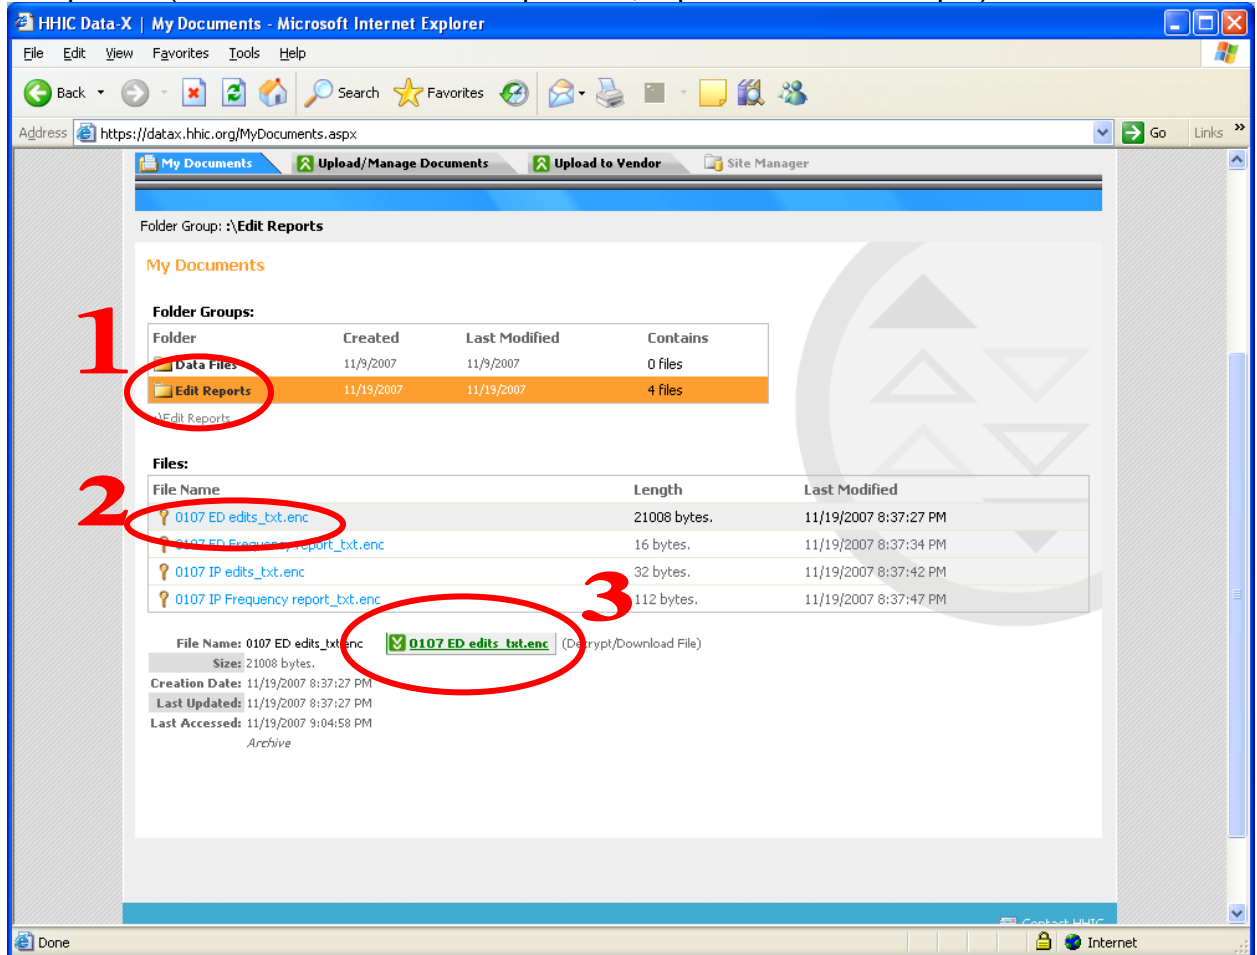 HHIC Data-X | My Documents - Microsoft Internet Explorer
File Edit View Favorites Tools Help
Back Search Favorites
Address https://datax.hhic.org/MyDocuments.aspx Go Links »
My Documents Upload/Manage Documents Upload to Vendor Site Manager
Folder Group: :\Edit Reports
My Documents
Folder Groups:
1
Folder Created Last Modified Contains
Data Files 11/9/2007 11/9/2007 0 files
Edit Reports 11/19/2007 11/19/2007 4 files
:\Edit Reports
Files:
2
File Name Length Last Modified
0107 ED edits_txt.enc 21008 bytes. 11/19/2007 8:37:27 PM
0107 ED Frequency report_txt.enc 16 bytes. 11/19/2007 8:37:34 PM
0107 IP edits_txt.enc 32 bytes. 11/19/2007 8:37:42 PM
3
0107 IP Frequency report_txt.enc 112 bytes. 11/19/2007 8:37:47 PM
File Name: 0107 ED edits_txt.enc 0107 ED edits_txt.enc (Decrypt/Download File)
Size: 21008 bytes.
Creation Date: 11/19/2007 8:37:27 PM
Last Updated: 11/19/2007 8:37:27 PM
Last Accessed: 11/19/2007 9:04:58 PM
Archive
Contact HHIC
Done Internet